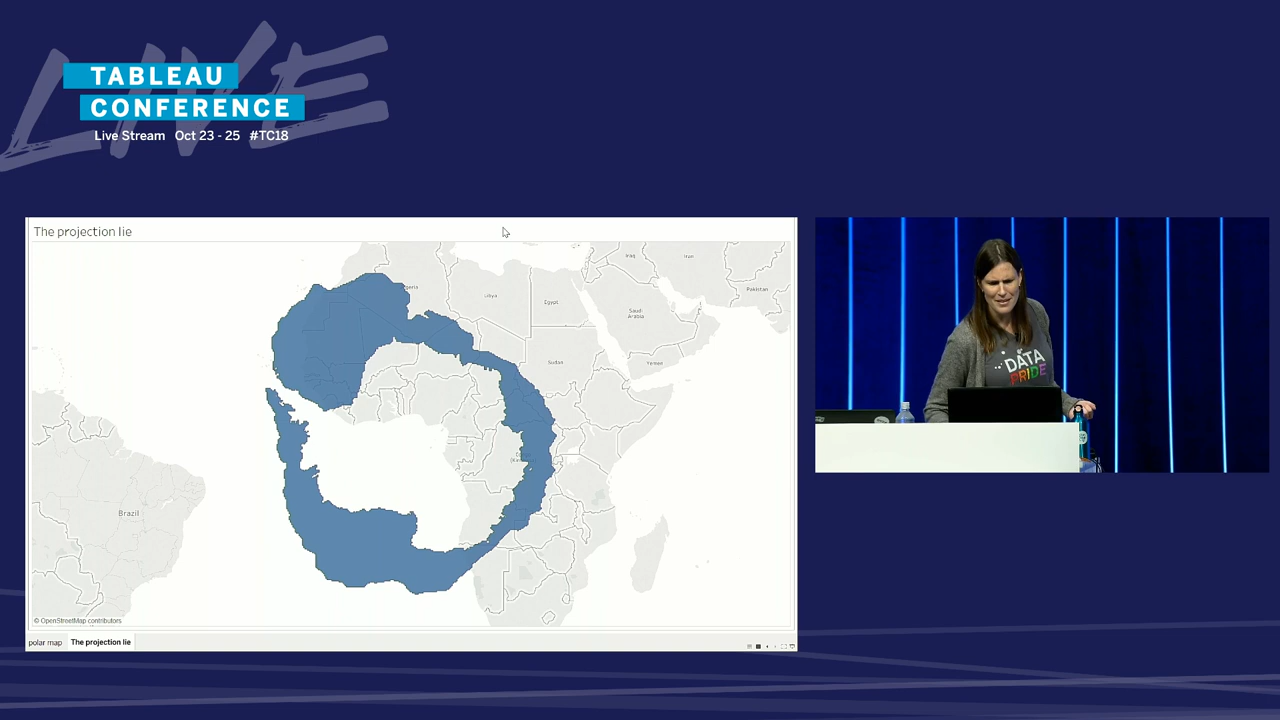 LIVE
TABLEAU
CONFERENCE
Live Stream Oct 23 - 25 #TC18
The projection lie
Iraq
Iran
Libya
Egypt
Pakistan
Saudi
Arabia
Sudan
Yemen
Brazil
© OpenStreetMap contributors
polar map The projection lie
DATA
PRIDE